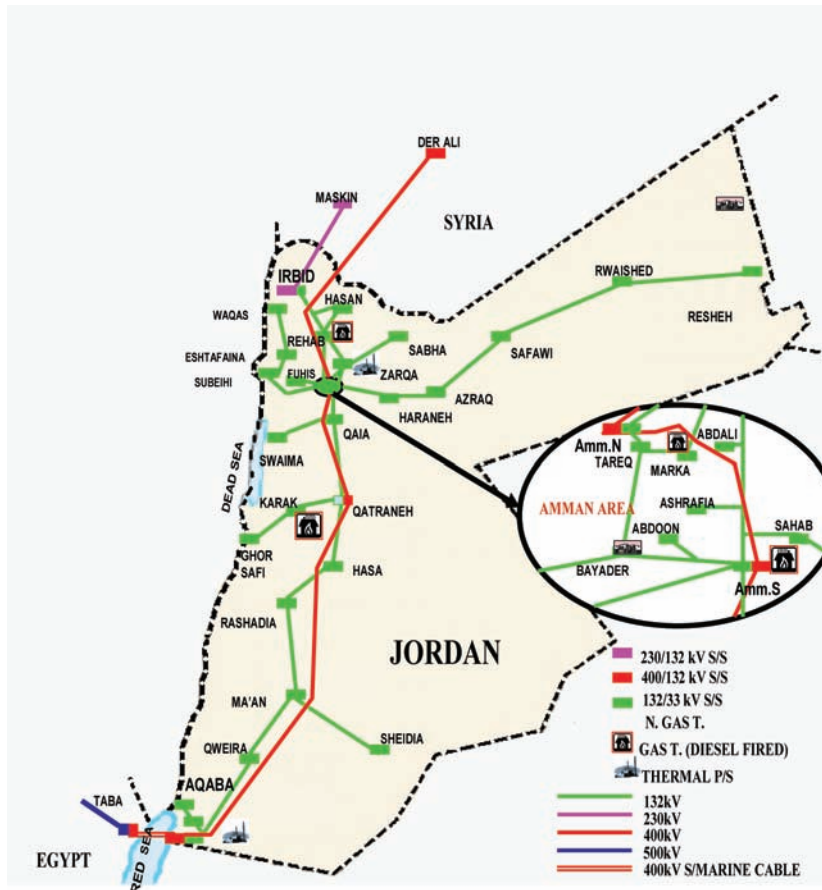 DER ALI
MASKIN
SYRIA
IRBID
RWAISHED
WAQAS
HASAN
RESHEH
REHAB
SABHA
SAFAWI
ESHTAFAINA
FUHIS
ZARQA
SUBEIHI
AZRAQ
HARANEH
QAIA
SWAIMA
DEAD SEA
KARAK
QATRANEH
GHOR
SAFI
HASA
RASHADIA
JORDAN
MA'AN
QWEIRA
SHEIDIA
AQABA
TABA
EGYPT
RED SEA
Amm.N
ABDALI
TAREQ
MARKA
AMMAN AREA
ASHRAFIA
ABDOON
SAHAB
BAYADER
Amm.S
230/132 kV S/S
400/132 kV S/S
132/33 kV S/S
N. GAS T.
GAS T. (DIESEL FIRED)
THERMAL P/S
132kV
230kV
400kV
500kV
400kV S/MARINE CABLE